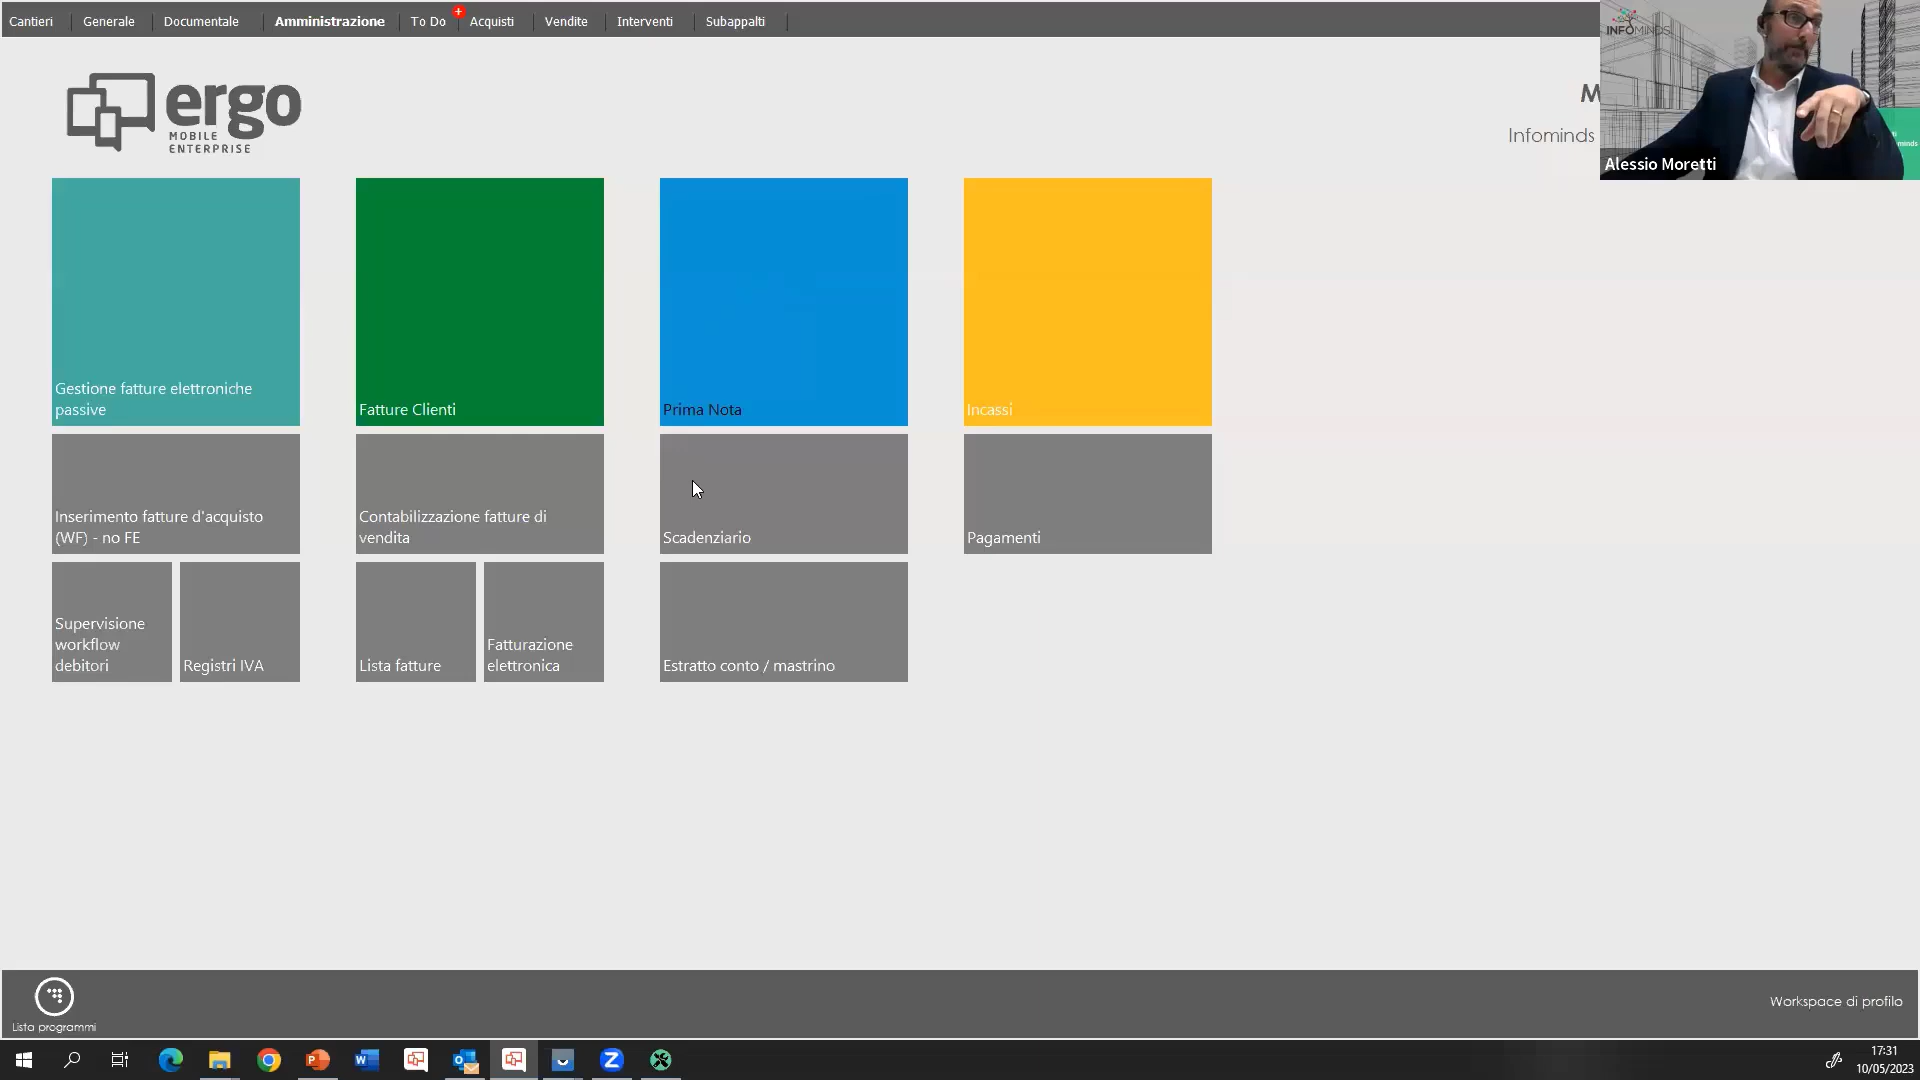 Cantieri
Generale
Documentale
Amministrazione
To Do
Acquisti
Vendite
Interventi
Subappalti
INFOMINDS
ergo
MOBILE
ENTERPRISE
Infominds
Alessio Moretti
Gestione fatture elettroniche
passive
Fatture Clienti
Prima Nota
Incassi
Inserimento fatture d'acquisto
(WF) - no FE
Contabilizzazione fatture di
vendita
Scadenziario
Pagamenti
Supervisione
workflow
debitori
Registri IVA
Lista fatture
Fatturazione
elettronica
Estratto conto / mastrino
Lista programmi
Workspace di profilo
17:31
10/05/2023